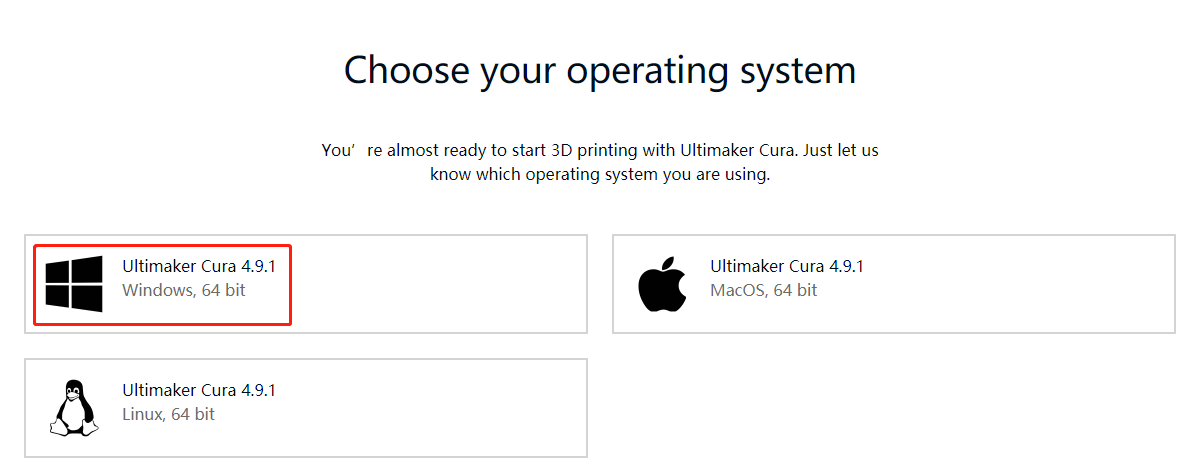 Choose your operating system
You’re almost ready to start 3D printing with Ultimaker Cura. Just let us
know which operating system you are using.
Ultimaker Cura 4.9.1
Windows, 64 bit
Ultimaker Cura 4.9.1
MacOS, 64 bit
Ultimaker Cura 4.9.1
Linux, 64 bit